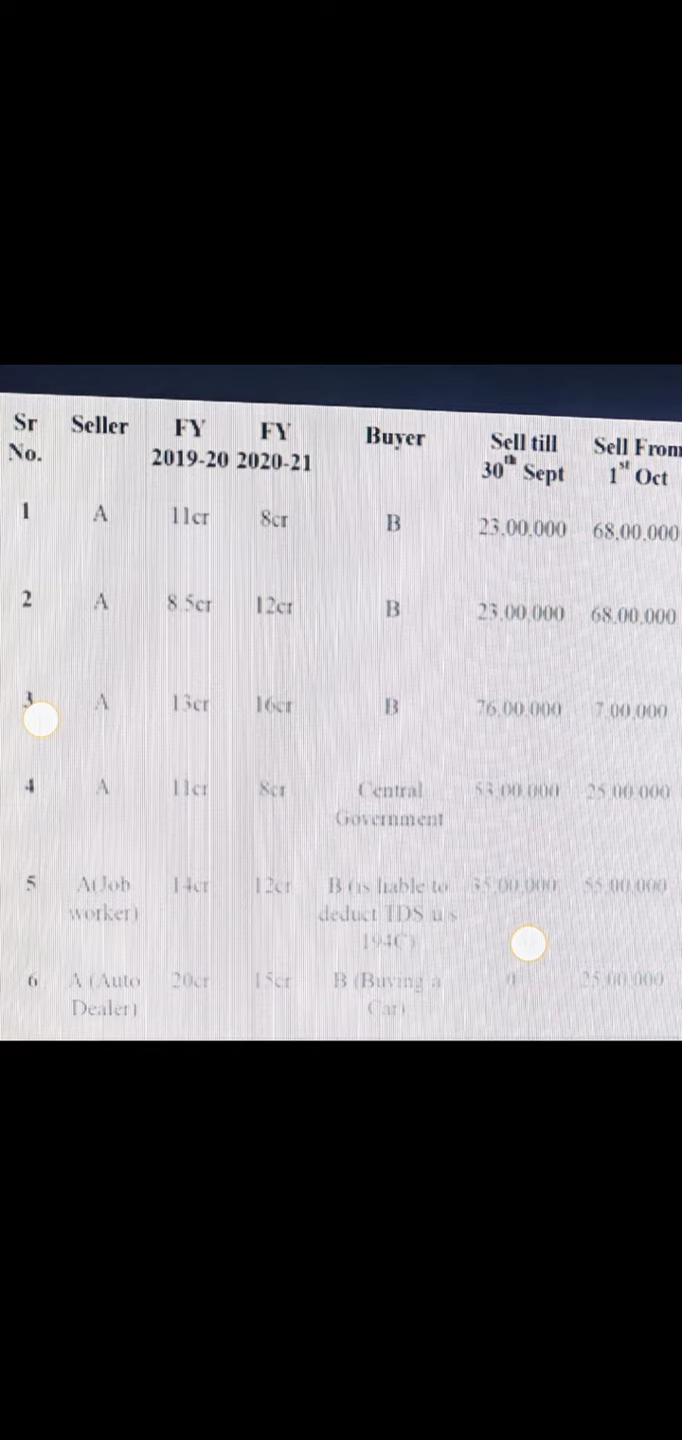 Sr Seller FY FY Buyer Sell till Sell From
No. 2019-20 2020-21 30th Sept 1st Oct
1 A 11cr 8cr B 23,00,000 68,00,000
2 A 8.5cr 12cr B 23,00,000 68,00,000
3 A 13cr 16cr B 76,00,000 7,00,000
4 A 11cr 8cr Central 53,00,000 25,00,000
Government
5 A(Job 14cr 12cr B (is liable to 35,00,000 55,00,000
worker) deduct TDS u/s
194C)
6 A (Auto 20cr 15cr B (Buying a 0 25,00,000
Dealer) Car)